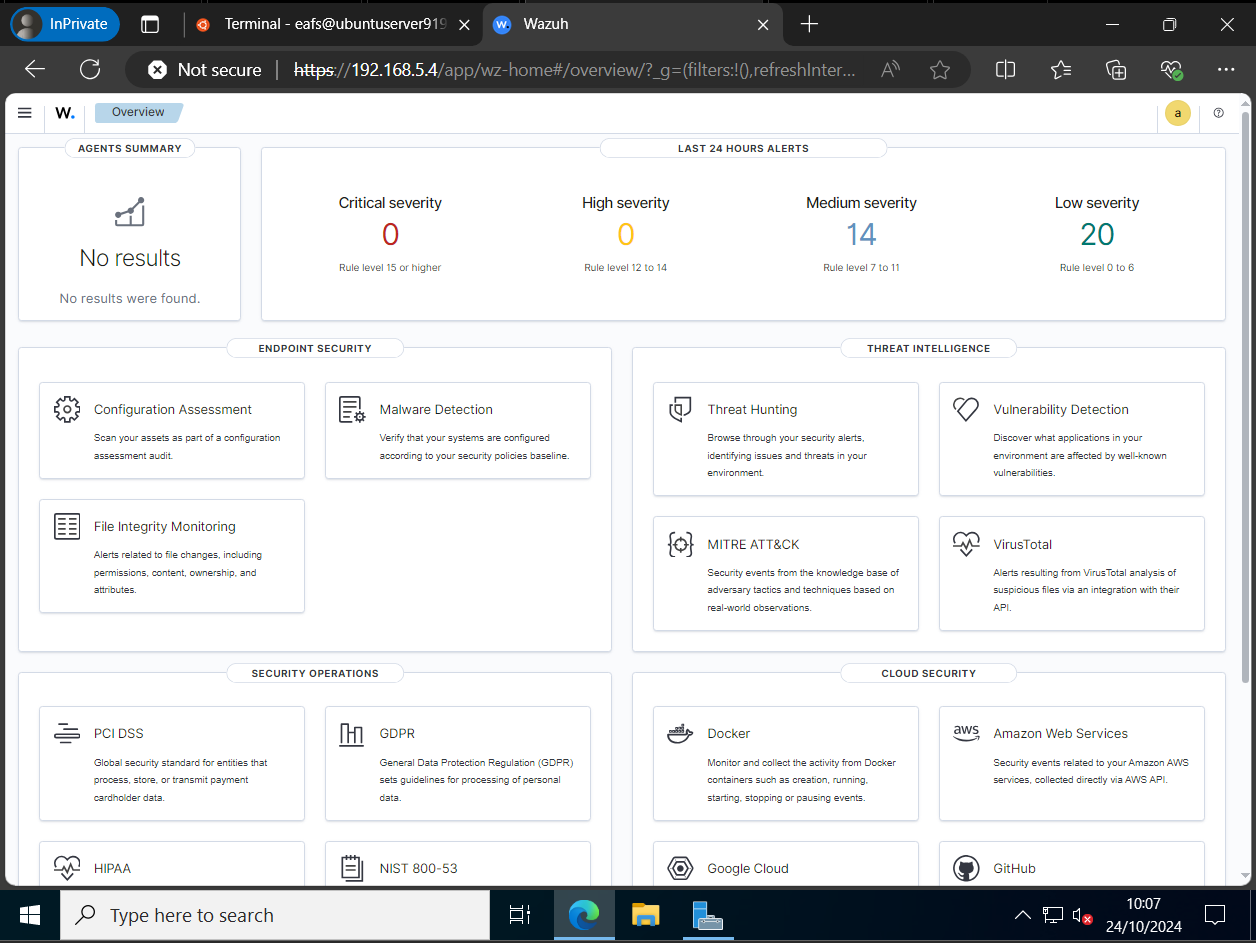 InPrivate
Terminal - eafs@ubuntuserver919
Wazuh
Not secure
https://192.168.5.4/app/wz-home#/overview/?_g=(filters:!(),refreshInter...
W.
Overview
a
AGENTS SUMMARY
No results
No results were found.
LAST 24 HOURS ALERTS
Critical severity
0
Rule level 15 or higher
High severity
0
Rule level 12 to 14
Medium severity
14
Rule level 7 to 11
Low severity
20
Rule level 0 to 6
ENDPOINT SECURITY
Configuration Assessment
Scan your assets as part of a configuration
assessment audit.
Malware Detection
Verify that your systems are configured
according to your security policies baseline.
File Integrity Monitoring
Alerts related to file changes, including
permissions, content, ownership, and
attributes.
THREAT INTELLIGENCE
Threat Hunting
Browse through your security alerts,
identifying issues and threats in your
environment.
Vulnerability Detection
Discover what applications in your
environment are affected by well-known
vulnerabilities.
MITRE ATT&CK
Security events from the knowledge base of
adversary tactics and techniques based on
real-world observations.
VirusTotal
Alerts resulting from VirusTotal analysis of
suspicious files via an integration with their
API.
SECURITY OPERATIONS
PCI DSS
Global security standard for entities that
process, store, or transmit payment
cardholder data.
GDPR
General Data Protection Regulation (GDPR)
sets guidelines for processing of personal
data.
HIPAA
NIST 800-53
CLOUD SECURITY
Docker
Monitor and collect the activity from Docker
containers such as creation, running,
starting, stopping or pausing events.
aws
Amazon Web Services
Security events related to your Amazon AWS
services, collected directly via AWS API.
Google Cloud
GitHub
Type here to search
10:07
24/10/2024